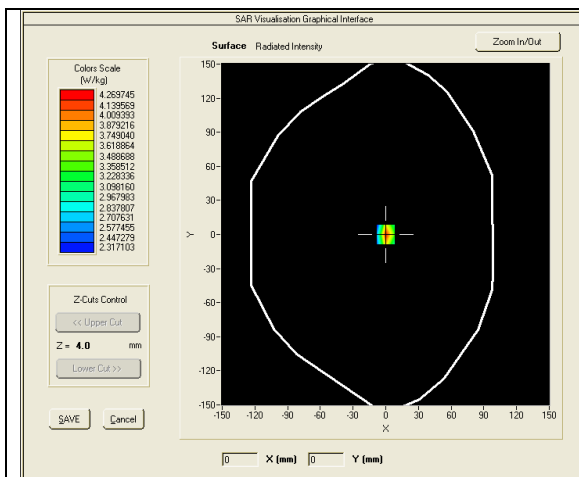 SAR Visualisation Graphical Interface
Surface Radiated Intensity
Zoom In/Out
Colors Scale
(W/kg)
4.269745
4.139569
4.009393
3.879216
3.749040
3.618864
3.488688
3.358512
3.228336
3.098160
2.967983
2.837807
2.707631
2.577455
2.447279
2.317103
Z-Cuts Control
<< Upper Cut
Z = 4.0 mm
Lower Cut >>
SAVE Cancel
150
120
90
60
30
0
-30
-60
-90
-120
-150
Y
-150 -120 -90 -60 -30 0 30 60 90 120 150
X
0 X (mm) 0 Y (mm)